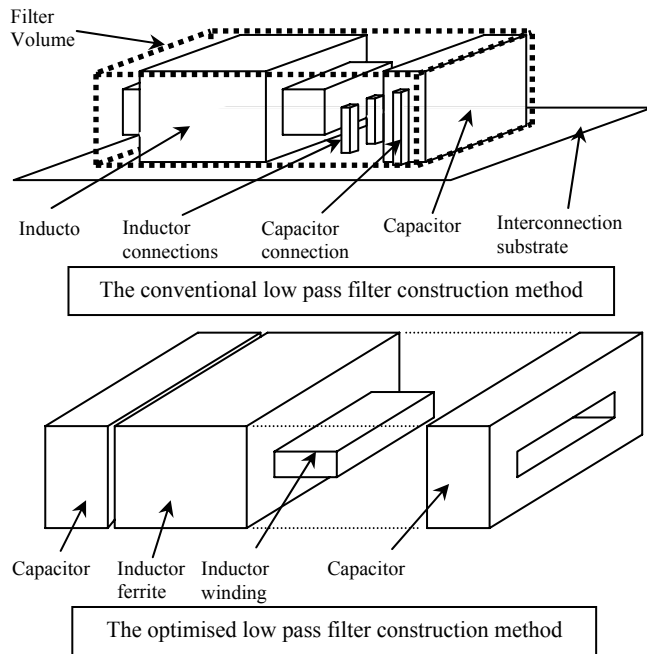 Filter
Volume
Inducto
Inductor
connections
Capacitor
connection
Capacitor
Interconnection
substrate
The conventional low pass filter construction method
Capacitor
Inductor
ferrite
Inductor
winding
Capacitor
The optimised low pass filter construction method